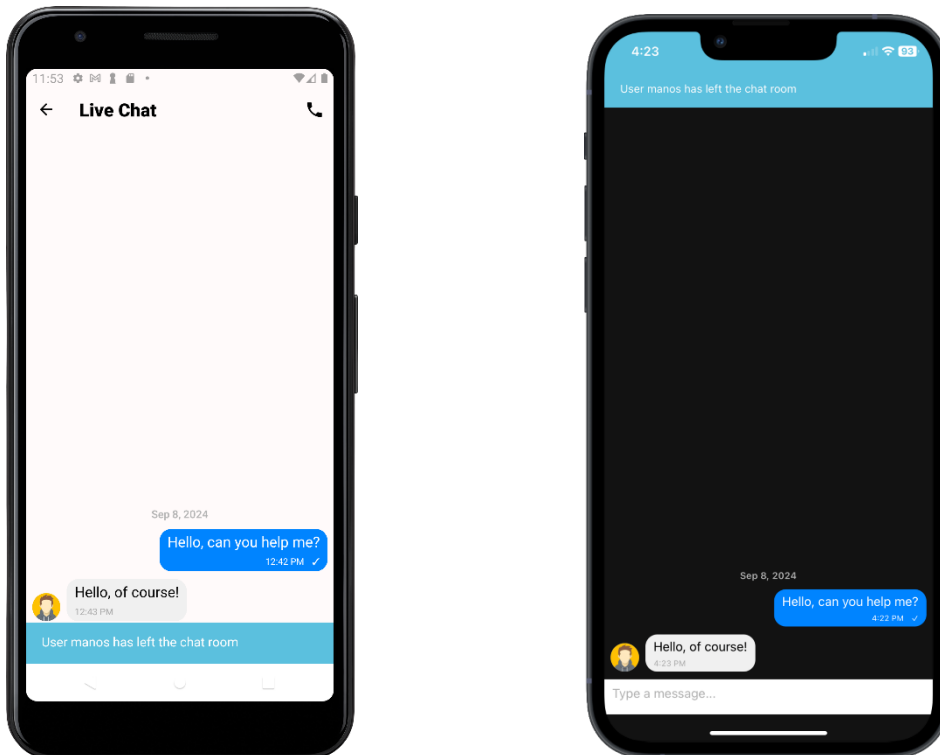 11:53
Live Chat
Sep 8, 2024
Hello, can you help me?
12:42 PM ✓
Hello, of course!
12:43 PM
User manos has left the chat room
4:23
93
User manos has left the chat room
Sep 8, 2024
Hello, can you help me?
4:22 PM ✓
Hello, of course!
4:23 PM
Type a message...